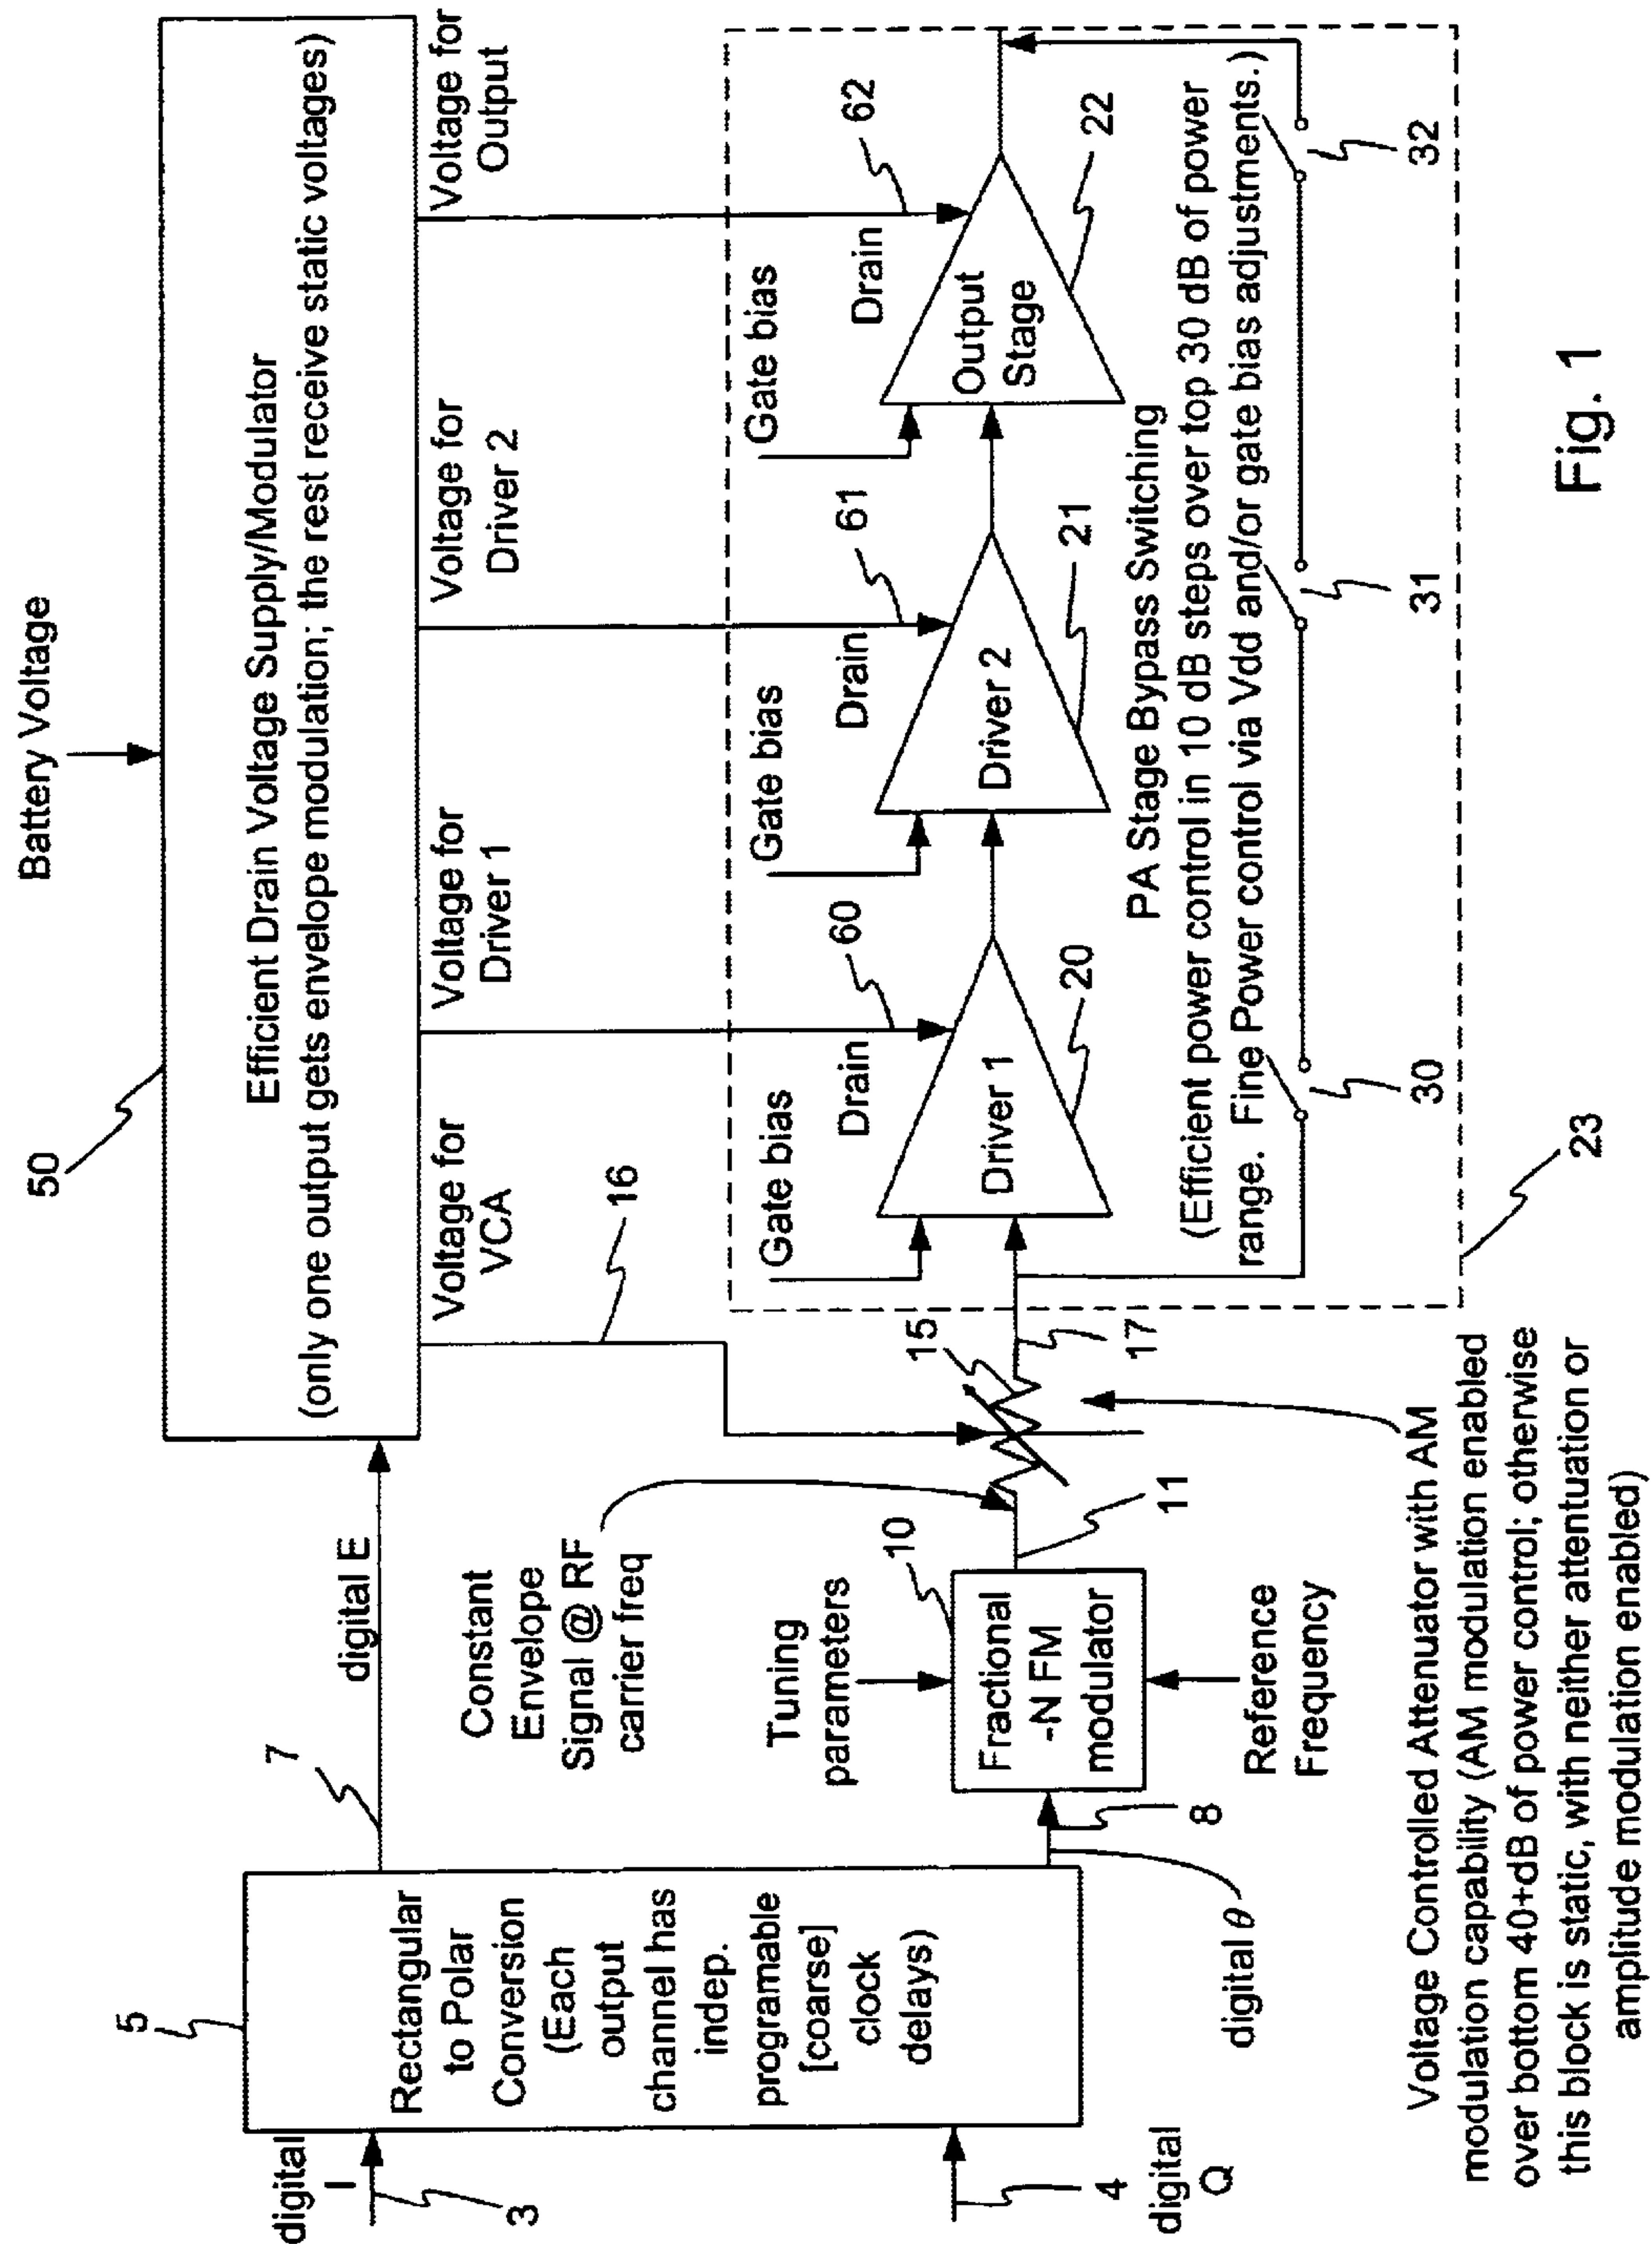 Battery Voltage
50
Efficient Drain Voltage Supply/Modulator
(only one output gets envelope modulation; the rest receive static voltages)
Voltage for
VCA
Voltage for
Driver 1
Voltage for
Driver 2
Voltage for
Output
16
digital E
7
5
digital
I
3
4
digital
Q
Rectangular
to Polar
Conversion
(Each
output
channel has
indep.
programable
[coarse]
clock
delays)
digital θ
8
Constant
Envelope
Signal @ RF
carrier freq
Tuning
parameters
10
Fractional
-N FM
modulator
Reference
Frequency
11
15
17
Gate bias
Drain
60
Driver 1
20
Gate bias
Drain
61
Driver 2
21
Gate bias
Drain
62
Output
Stage
22
PA Stage Bypass Switching
(Efficient power control in 10 dB steps over top 30 dB of power
range. Fine Power control via Vdd and/or gate bias adjustments.)
30
31
32
23
Voltage Controlled Attenuator with AM
modulation capability (AM modulation enabled
over bottom 40+dB of power control; otherwise
this block is static, with neither attentuation or
amplitude modulation enabled)
Fig. 1